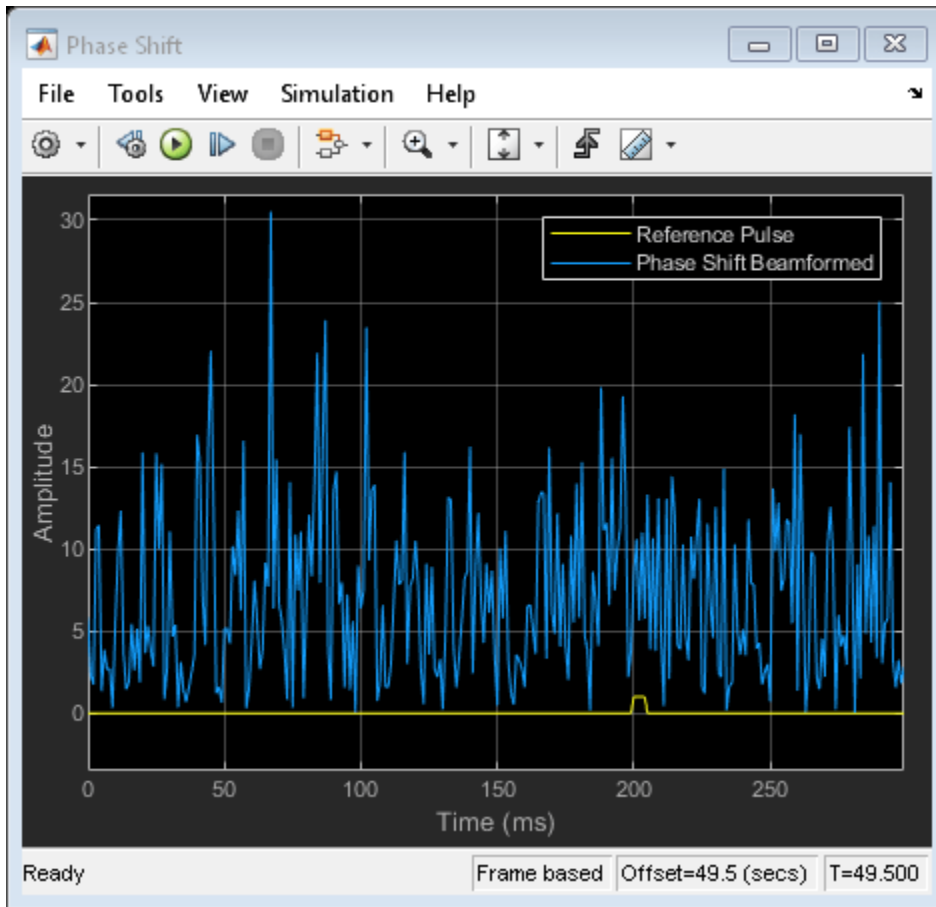 Phase Shift
File Tools View Simulation Help
30
25
20
15
10
5
0
Amplitude
Reference Pulse
Phase Shift Beamformed
0 50 100 150 200 250
Time (ms)
Ready Frame based Offset=49.5 (secs) T=49.500